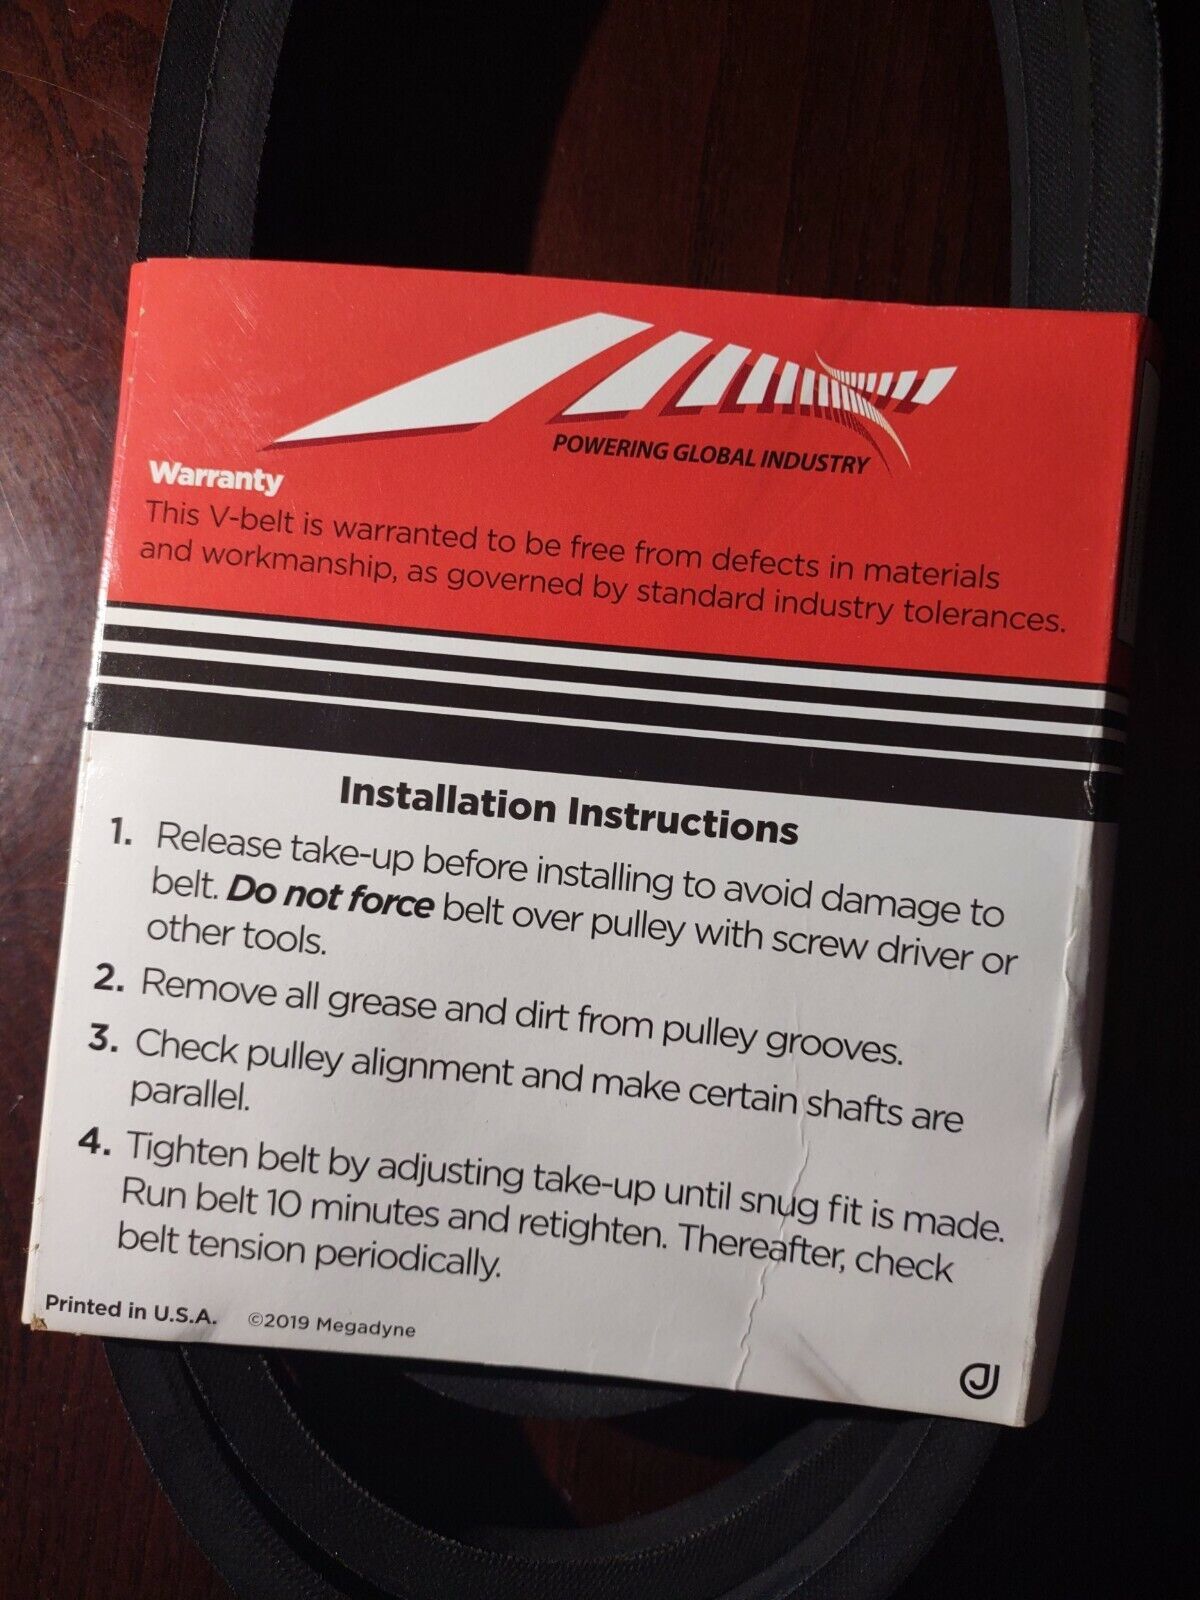 POWERING GLOBAL INDUSTRY
Warranty
This V-belt is warranted to be free from defects in materials
and workmanship, as governed by standard industry tolerances.
Installation Instructions
1. Release take-up before installing to avoid damage to
belt. Do not force belt over pulley with screw driver or
other tools.
2. Remove all grease and dirt from pulley grooves.
3. Check pulley alignment and make certain shafts are
parallel.
4. Tighten belt by adjusting take-up until snug fit is made.
Run belt 10 minutes and retighten. Thereafter, check
belt tension periodically.
Printed in U.S.A. ©2019 Megadyne